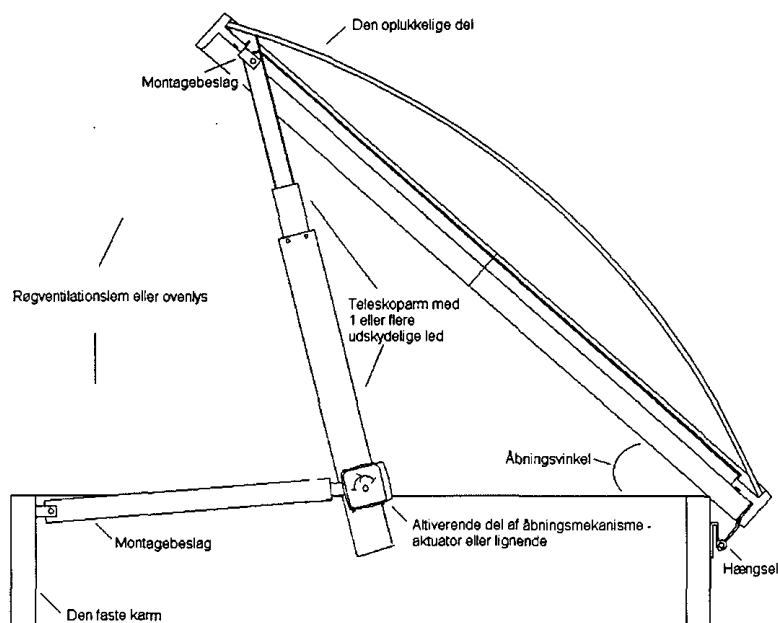 Den oplukkelige del
Montagebeslag
Røgventilationslem eller ovenlys
Teleskoparm med
1 eller flere
udskydelige led
Åbningsvinkel
Altiverende del af åbningsmekanisme -
aktuator eller lignende
Montagebeslag
Hængsel
Den faste karm